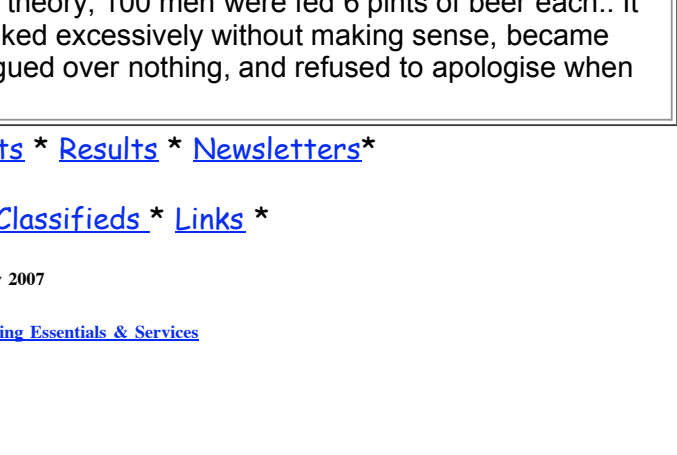 theory, 100 men were fed 6 pints of beer each.. It
ked excessively without making sense, became
gued over nothing, and refused to apologise when
ts * Results * Newsletters*
Classifieds * Links *
2007
ing Essentials & Services